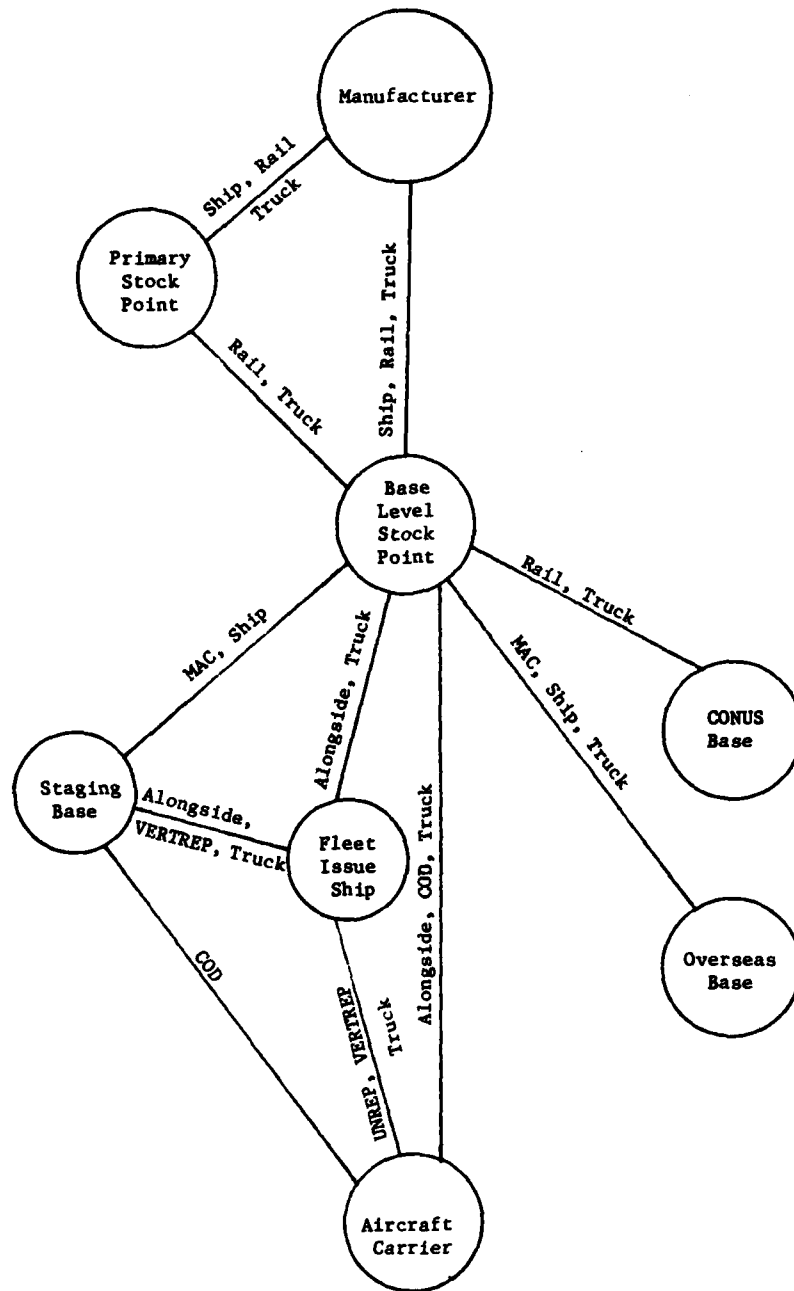 Manufacturer
Ship, Rail
Truck
Primary
Stock
Point
Ship, Rail, Truck
Rail, Truck
Base
Level
Stock
Point
Rail, Truck
MAC, Ship
Alongside, Truck
MAC, Ship, Truck
CONUS
Base
Staging
Base
Alongside,
VERTREP, Truck
Fleet
Issue
Ship
Alongside, COD, Truck
Overseas
Base
COD
UNREP, VERTREP
Truck
Aircraft
Carrier